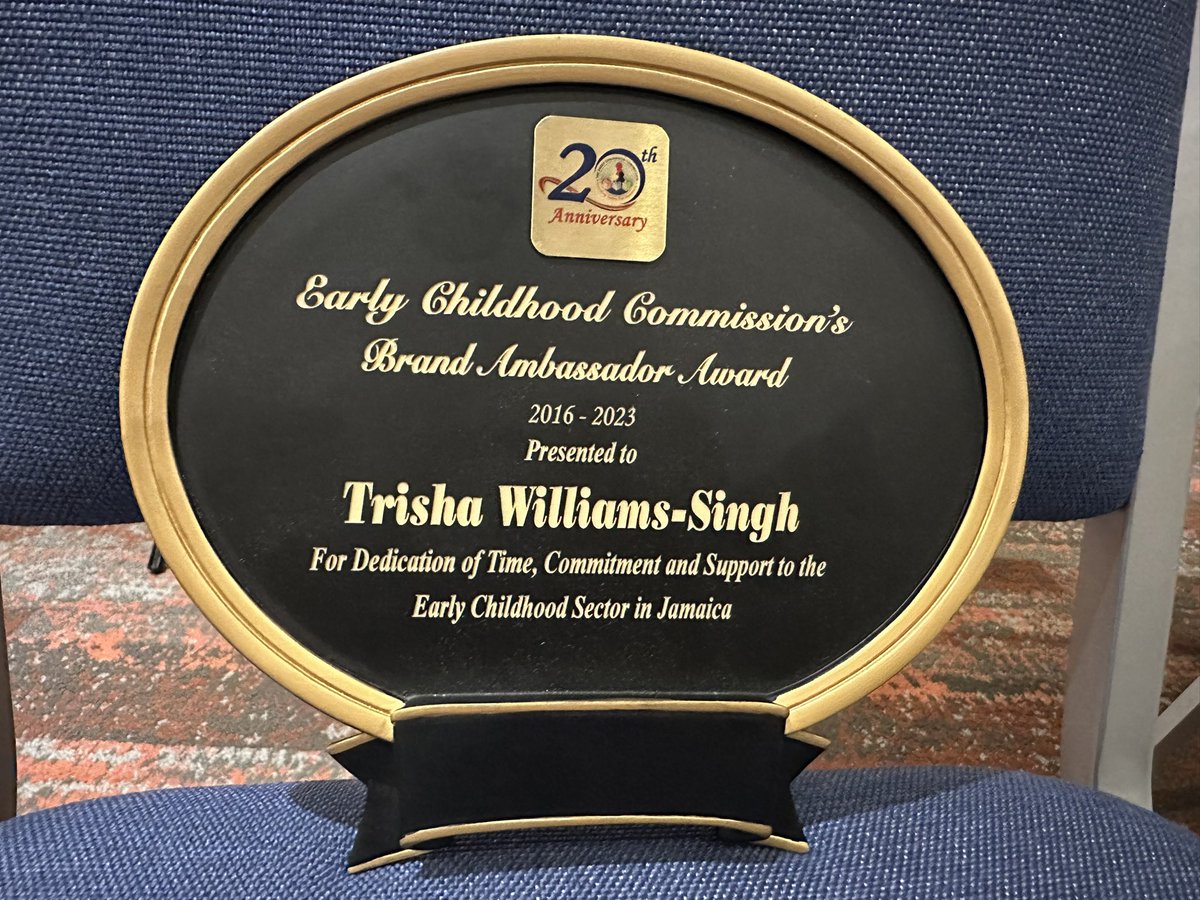 20th
Anniversary
Early Childhood Commission's
Brand Ambassador Award
2016 - 2023
Presented to
Trisha Williams-Singh
For Dedication of Time, Commitment and Support to the
Early Childhood Sector in Jamaica